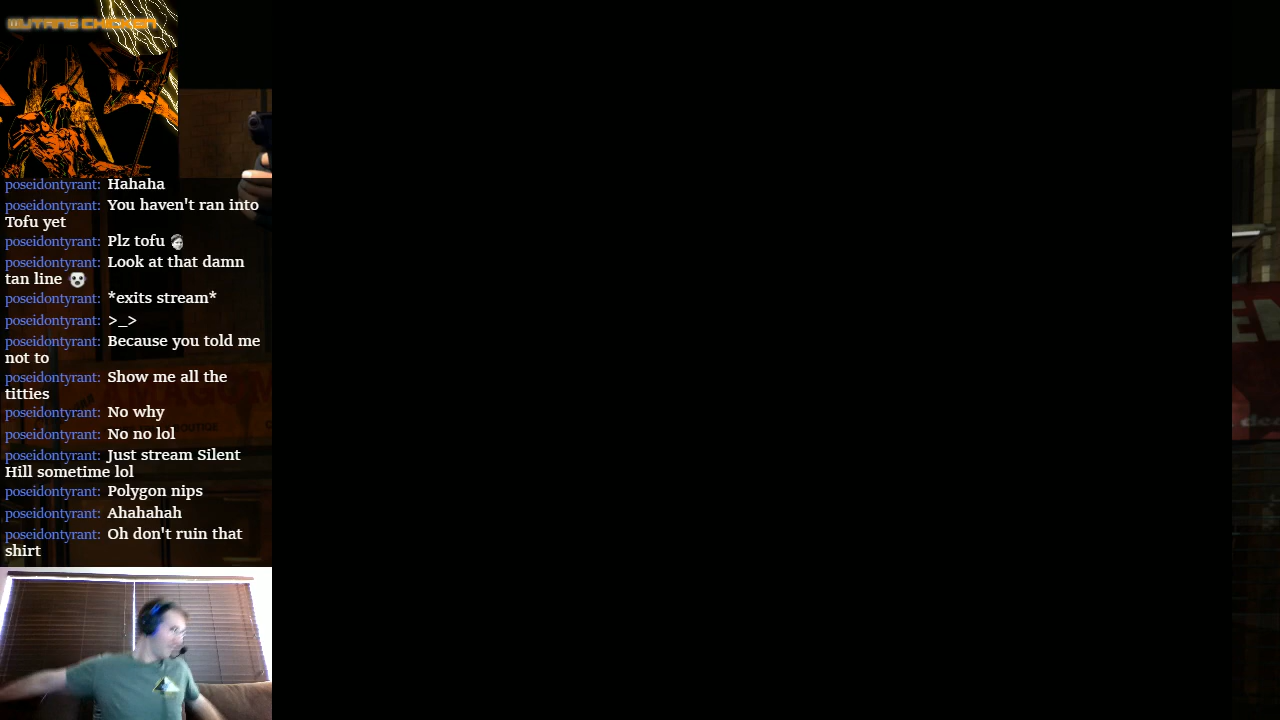 WUTANG CHICKEN
poseidontyrant: Hahaha
poseidontyrant: You haven't ran into
Tofu yet
poseidontyrant: Plz tofu
poseidontyrant: Look at that damn
tan line
poseidontyrant: *exits stream*
poseidontyrant: >_>
poseidontyrant: Because you told me
not to
poseidontyrant: Show me all the
titties
poseidontyrant: No why
poseidontyrant: No no lol
poseidontyrant: Just stream Silent
Hill sometime lol
poseidontyrant: Polygon nips
poseidontyrant: Ahahahah
poseidontyrant: Oh don't ruin that
shirt